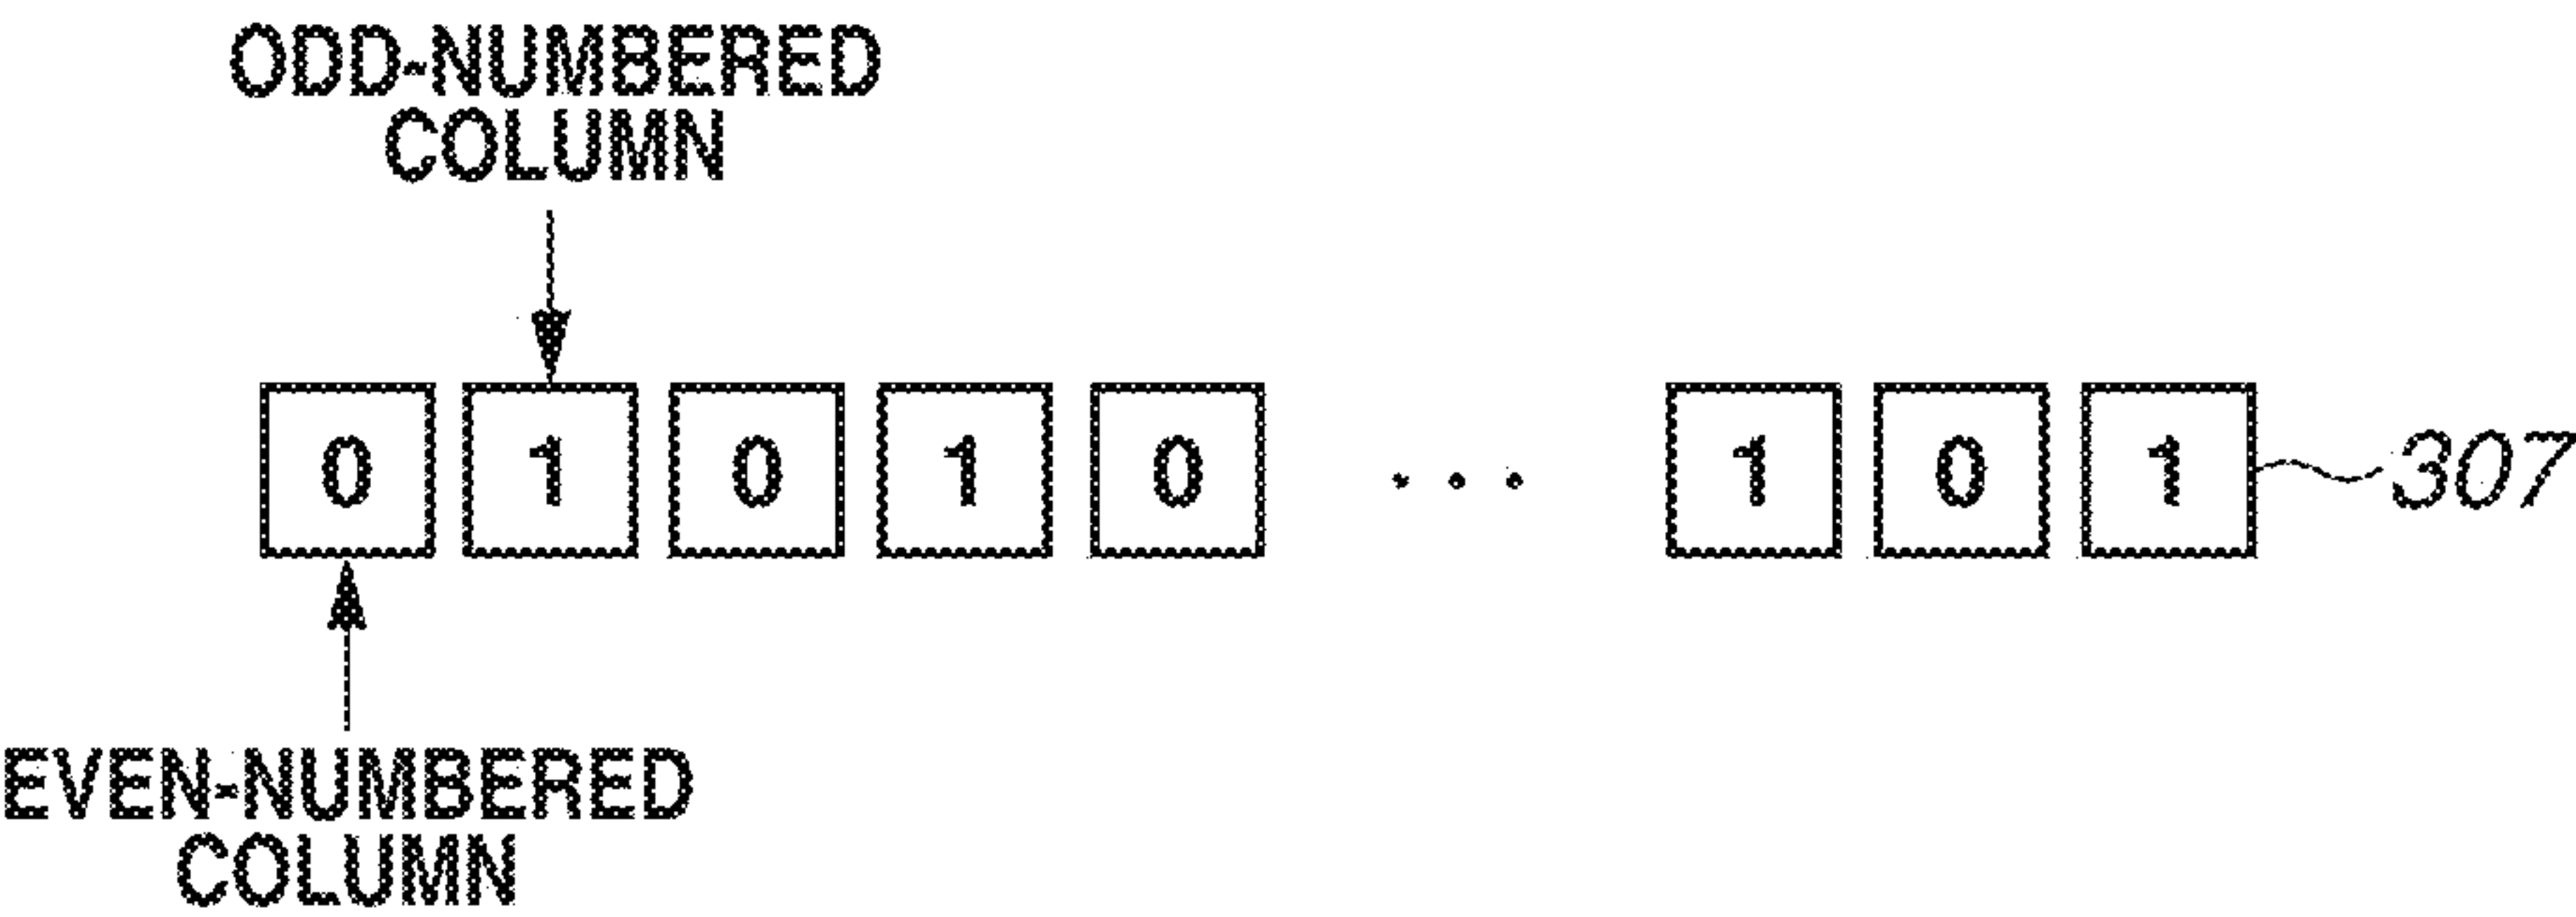 ODD-NUMBERED
COLUMN
0 1 0 1 0 . . . 1 0 1 307
EVEN-NUMBERED
COLUMN